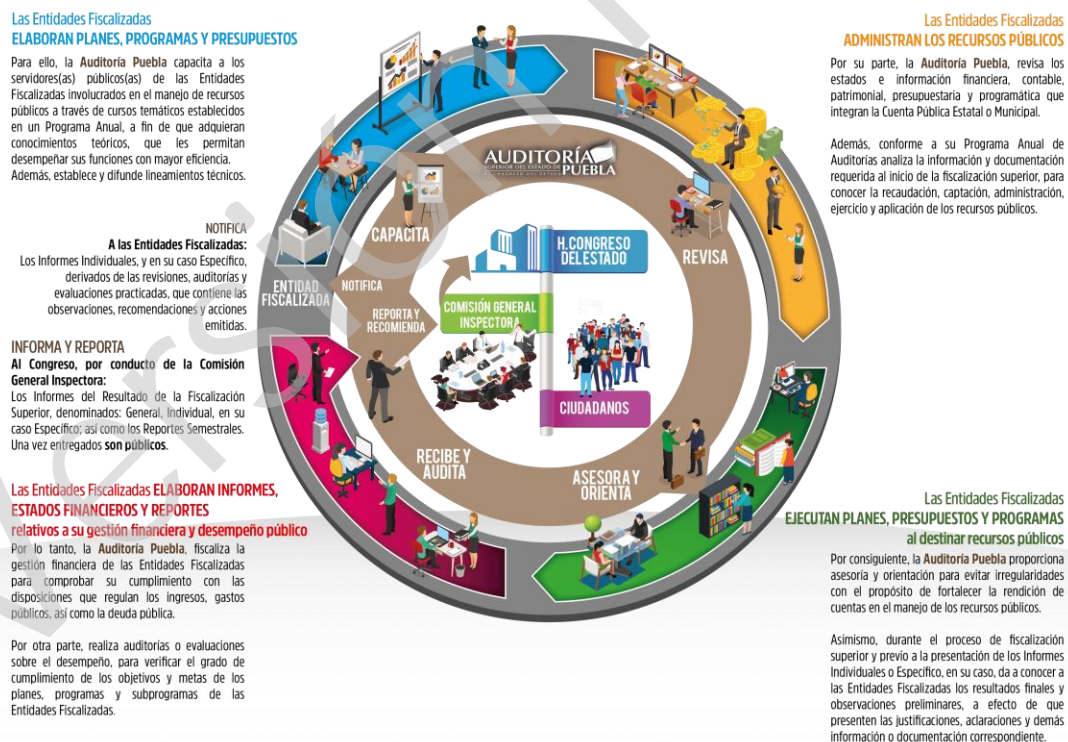 Las Entidades Fiscalizadas
ELABORAN PLANES, PROGRAMAS Y PRESUPUESTOS
Para ello, la Auditoría Puebla capacita a los
servidores(as) públicos(as) de las Entidades
Fiscalizadas involucrados en el manejo de recursos
públicos a través de cursos temáticos establecidos
en un Programa Anual, a fin de que adquieran
conocimientos teóricos, que les permitan
desempeñar sus funciones con mayor eficiencia.
Además, establece y difunde lineamientos técnicos.
NOTIFICA
A las Entidades Fiscalizadas:
Los Informes Individuales, y en su caso Específico,
derivados de las revisiones, auditorías y
evaluaciones practicadas, que contiene las
observaciones, recomendaciones y acciones
emitidas.
INFORMA Y REPORTA
Al Congreso, por conducto de la Comisión
General Inspectora:
Los Informes del Resultado de la Fiscalización
Superior, denominados: General, Individual, en su
caso Específico; así como los Reportes Semestrales.
Una vez entregados son públicos.
Las Entidades Fiscalizadas ELABORAN INFORMES,
ESTADOS FINANCIEROS Y REPORTES
relativos a su gestión financiera y desempeño público
Por lo tanto, la Auditoría Puebla, fiscaliza la
gestión financiera de las Entidades Fiscalizadas
para comprobar su cumplimiento con las
disposiciones que regulan los ingresos, gastos
públicos, así como la deuda pública.
Por otra parte, realiza auditorías o evaluaciones
sobre el desempeño, para verificar el grado de
cumplimiento de los objetivos y metas de los
planes, programas y subprogramas de las
Entidades Fiscalizadas.
AUDITORÍA
SUPERIOR DEL ESTADO DE PUEBLA
H. CONGRESO DEL ESTADO
CAPACITA
REVISA
H. CONGRESO
DEL ESTADO
ENTIDAD
FISCALIZADA
NOTIFICA
REPORTA Y
RECOMIENDA
COMISIÓN GENERAL
INSPECTORA
CIUDADANOS
RECIBE Y
AUDITA
ASESORA Y
ORIENTA
Las Entidades Fiscalizadas
ADMINISTRAN LOS RECURSOS PÚBLICOS
Por su parte, la Auditoría Puebla, revisa los
estados e información financiera, contable,
patrimonial, presupuestaria y programática que
integran la Cuenta Pública Estatal o Municipal.
Además, conforme a su Programa Anual de
Auditorías analiza la información y documentación
requerida al inicio de la fiscalización superior, para
conocer la recaudación, captación, administración,
ejercicio y aplicación de los recursos públicos.
Las Entidades Fiscalizadas
EJECUTAN PLANES, PRESUPUESTOS Y PROGRAMAS
al destinar recursos públicos
Por consiguiente, la Auditoría Puebla proporciona
asesoría y orientación para evitar irregularidades
con el propósito de fortalecer la rendición de
cuentas en el manejo de los recursos públicos.
Asimismo, durante el proceso de fiscalización
superior y previo a la presentación de los Informes
Individuales o Específico, en su caso, da a conocer a
las Entidades Fiscalizadas los resultados finales y
observaciones preliminares, a efecto de que
presenten las justificaciones, aclaraciones y demás
información o documentación correspondiente.